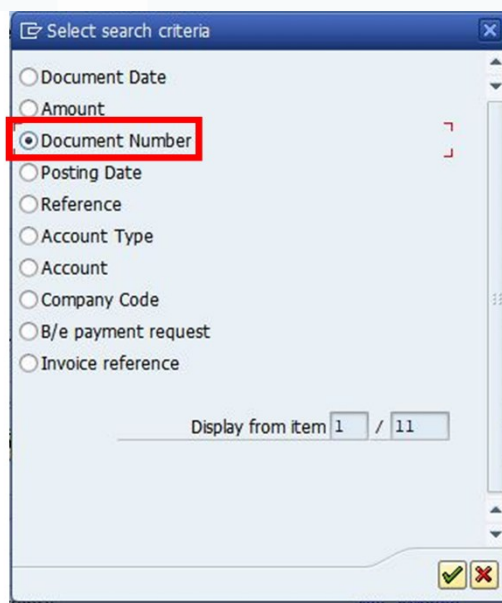 Select search criteria
Document Date
Amount
Document Number
Posting Date
Reference
Account Type
Account
Company Code
B/e payment request
Invoice reference
Display from item 1 / 11